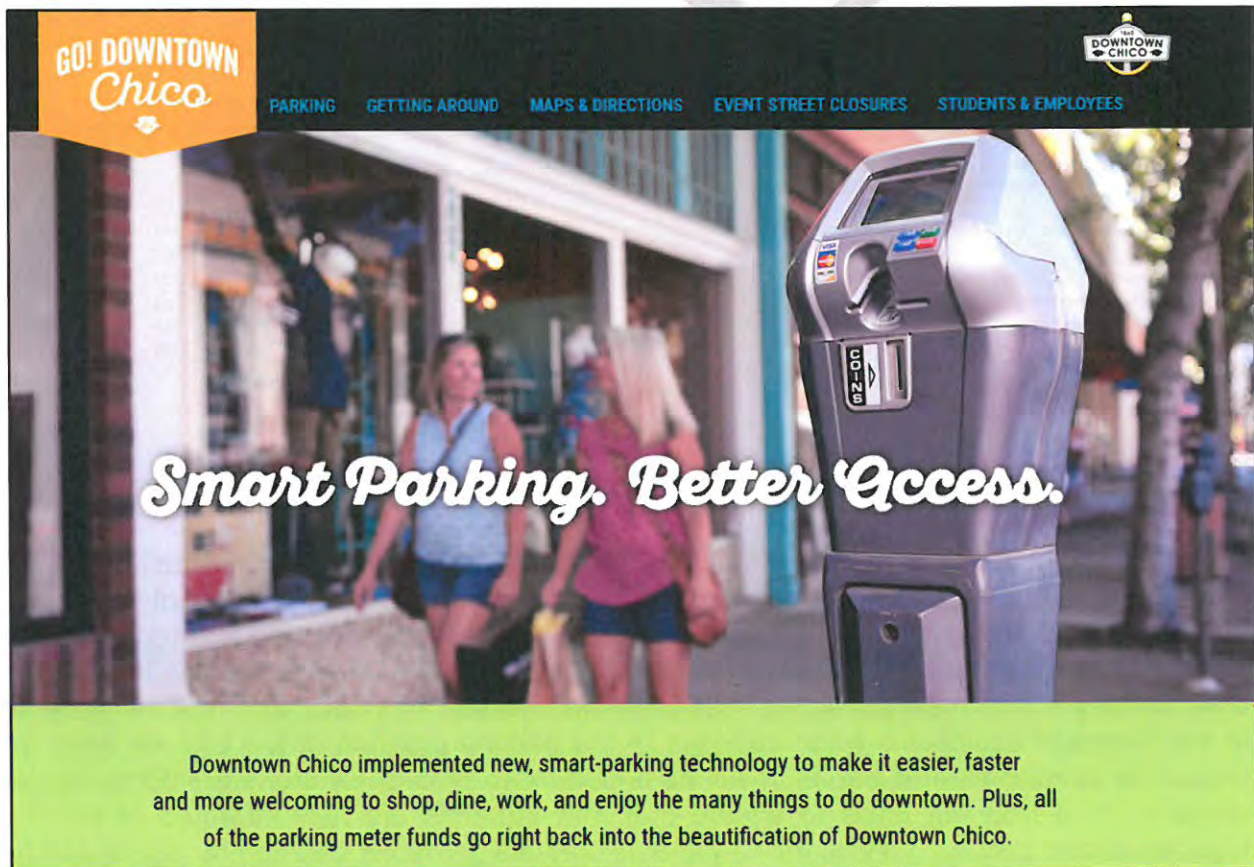 GO! DOWNTOWN
Chico
1860
DOWNTOWN
CHICO
PARKING GETTING AROUND MAPS & DIRECTIONS EVENT STREET CLOSURES STUDENTS & EMPLOYEES
VISA
COINS
Smart Parking. Better Access.
Downtown Chico implemented new, smart-parking technology to make it easier, faster
and more welcoming to shop, dine, work, and enjoy the many things to do downtown. Plus, all
of the parking meter funds go right back into the beautification of Downtown Chico.